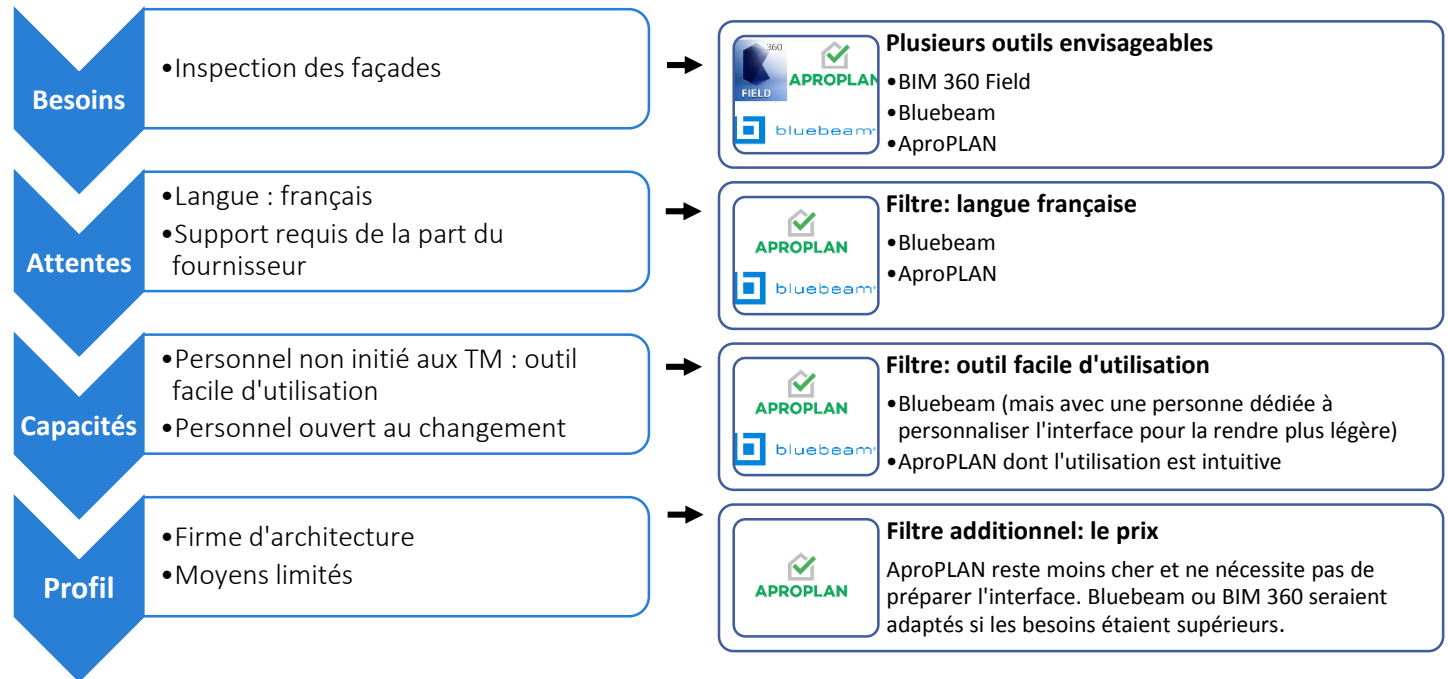 Besoins
•Inspection des façades
360
FIELD
APROPLAN
bluebeam
Plusieurs outils envisageables
•BIM 360 Field
•Bluebeam
•AproPLAN
Attentes
•Langue : français
•Support requis de la part du
fournisseur
APROPLAN
bluebeam
Filtre: langue française
•Bluebeam
•AproPLAN
Capacités
•Personnel non initié aux TM : outil
facile d'utilisation
•Personnel ouvert au changement
APROPLAN
bluebeam
Filtre: outil facile d'utilisation
•Bluebeam (mais avec une personne dédiée à
personnaliser l'interface pour la rendre plus légère)
•AproPLAN dont l'utilisation est intuitive
Profil
•Firme d'architecture
•Moyens limités
APROPLAN
Filtre additionnel: le prix
AproPLAN reste moins cher et ne nécessite pas de
préparer l'interface. Bluebeam ou BIM 360 seraient
adaptés si les besoins étaient supérieurs.